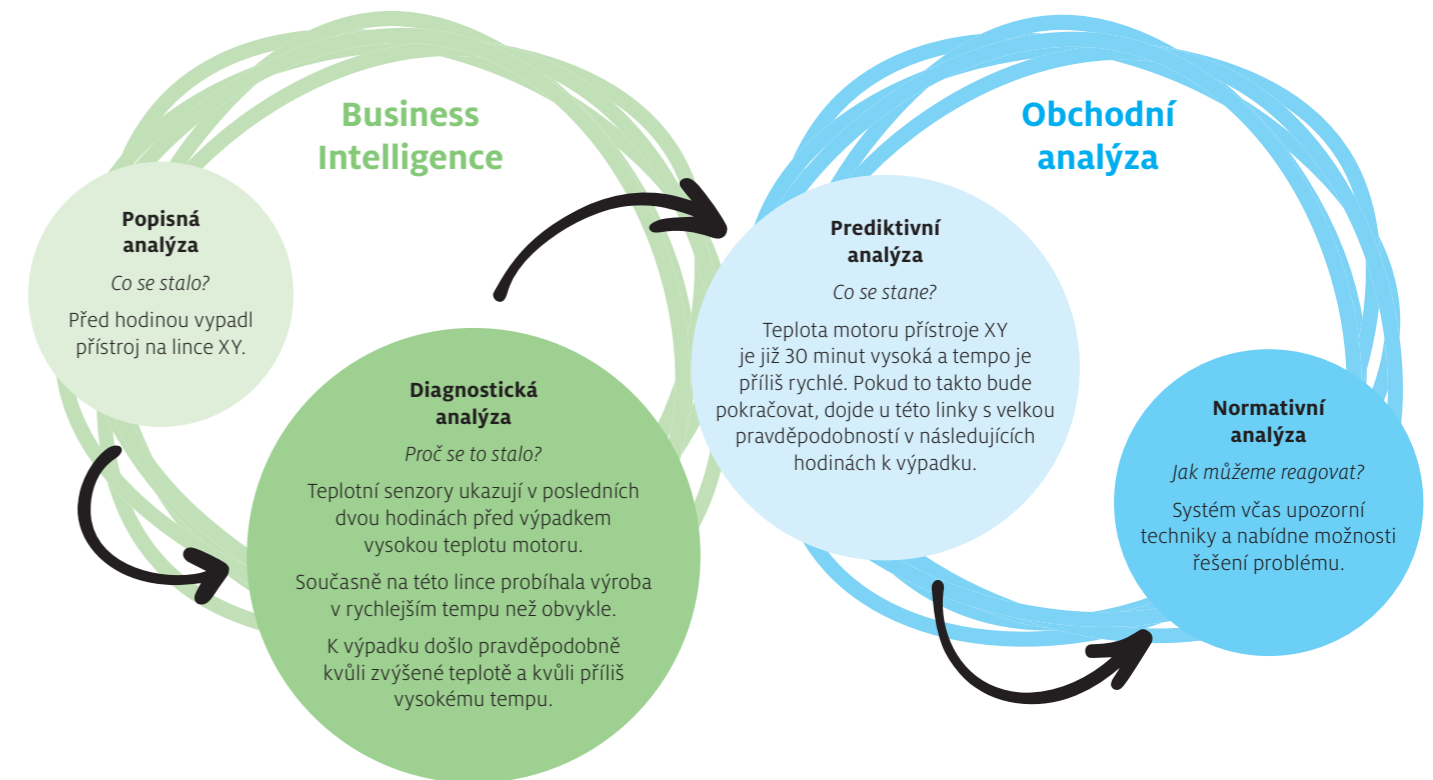 Business
Intelligence
Popisná
analýza
Co se stalo?
Před hodinou vypadl
přístroj na lince XY.
Diagnostická
analýza
Proč se to stalo?
Teplotní senzory ukazují v posledních
dvou hodinách před výpadkem
vysokou teplotu motoru.
Současně na této lince probíhala výroba
v rychlejším tempu než obvykle.
K výpadku došlo pravděpodobně
kvůli zvýšené teplotě a kvůli příliš
vysokému tempu.
Obchodní
analýza
Prediktivní
analýza
Co se stane?
Teplota motoru přístroje XY
je již 30 minut vysoká a tempo je
příliš rychlé. Pokud to takto bude
pokračovat, dojde u této linky s velkou
pravděpodobností v následujících
hodinách k výpadku.
Normativní
analýza
Jak můžeme reagovat?
Systém včas upozorní
techniky a nabídne možnosti
řešení problému.